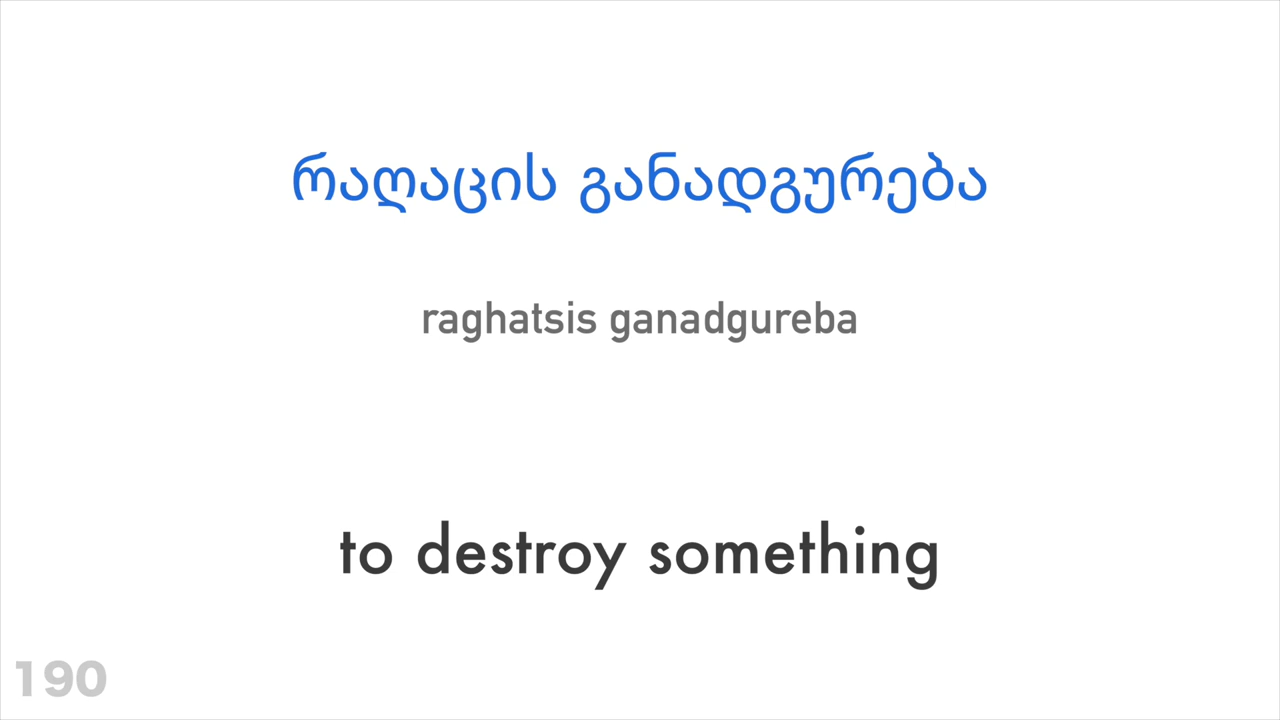 რაღაცის განადგურება
raghatsis ganadgureba
to destroy something
190